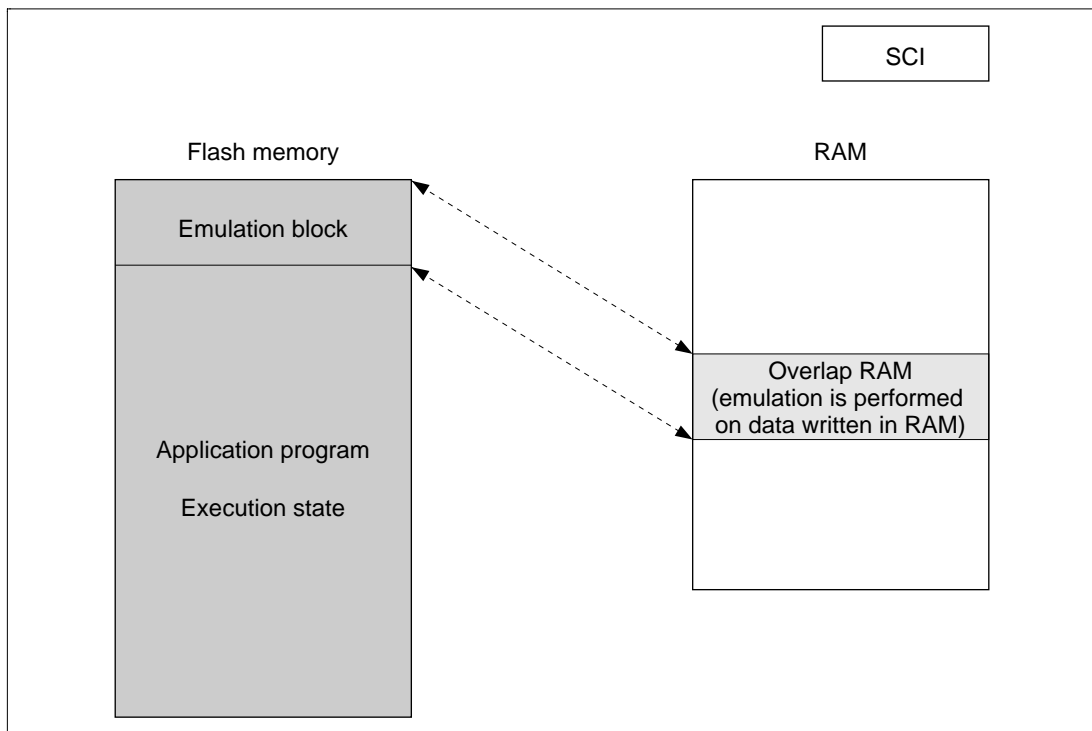 SCI
Flash memory
RAM
Emulation block
Overlap RAM
(emulation is performed
on data written in RAM)
Application program
Execution state